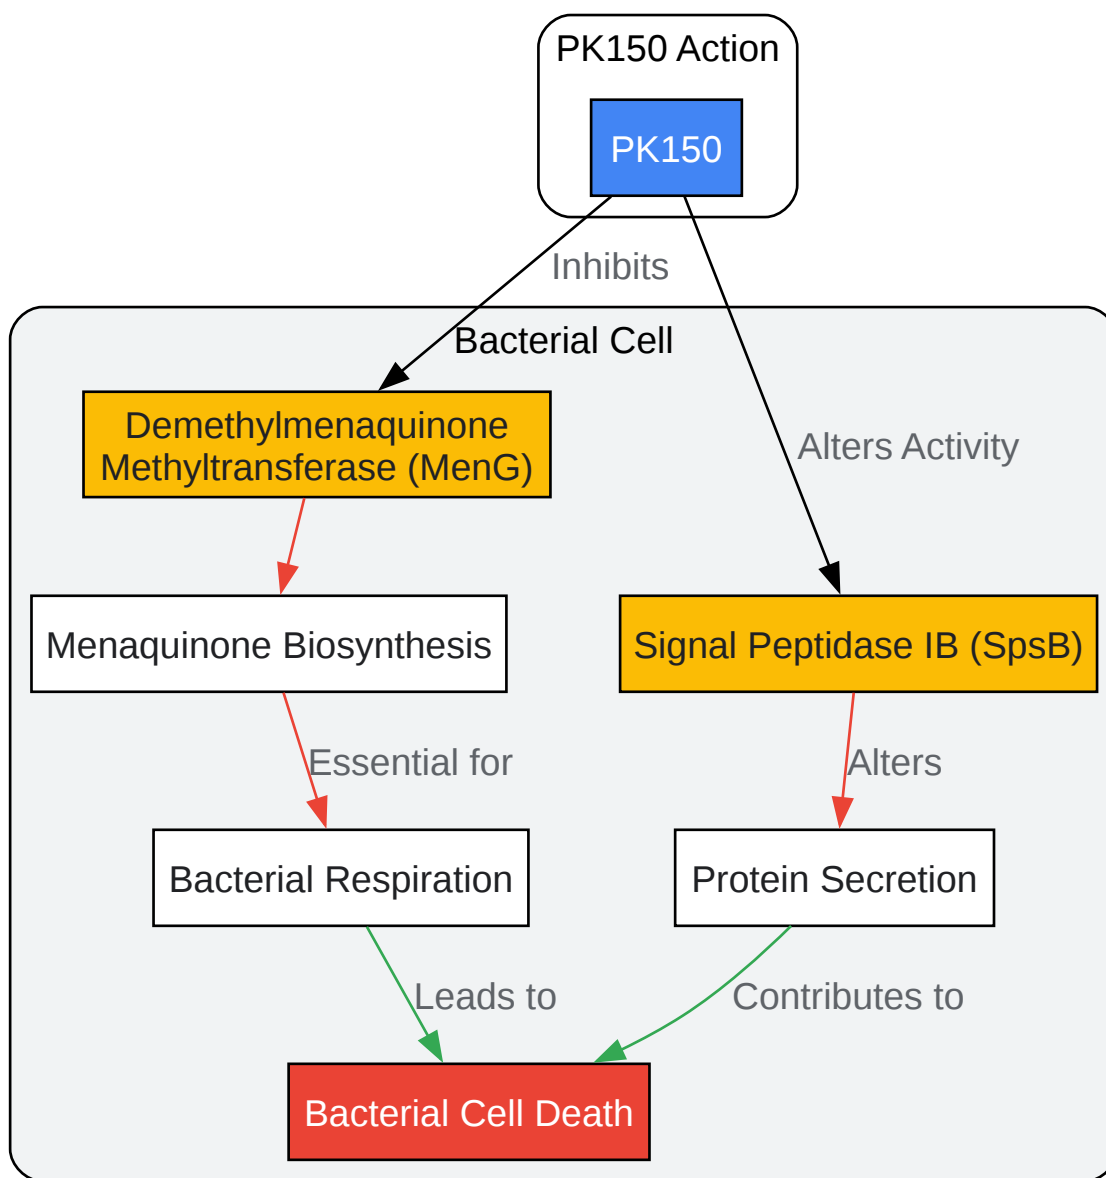 PK150 Action
PK150
Inhibits
Bacterial Cell
Demethylmenaquinone
Methyltransferase (MenG)
Alters Activity
Menaquinone Biosynthesis
Signal Peptidase IB (SpsB)
Essential for
Alters
Bacterial Respiration
Protein Secretion
Leads to
Contributes to
Bacterial Cell Death